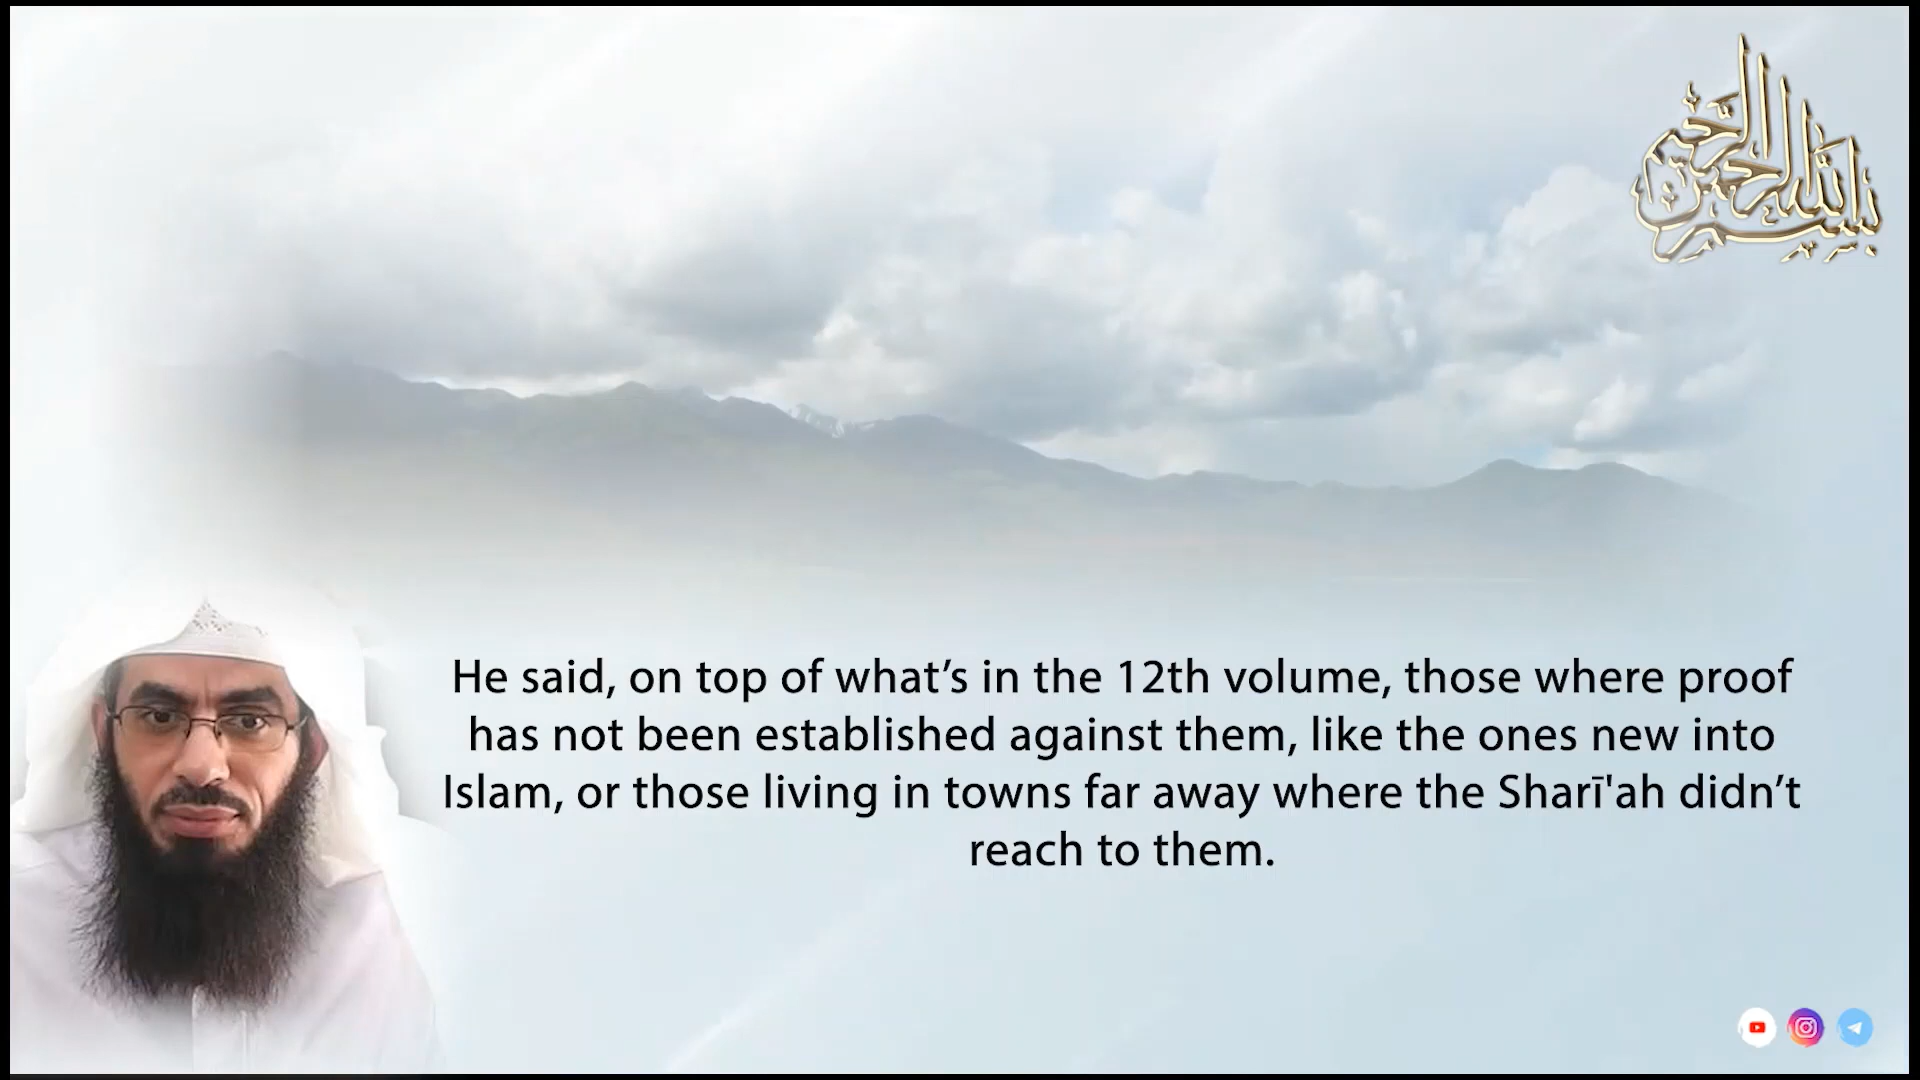 بسم الله الرحمن الرحيم
He said, on top of what’s in the 12th volume, those where proof
has not been established against them, like the ones new into
Islam, or those living in towns far away where the Sharī'ah didn’t
reach to them.